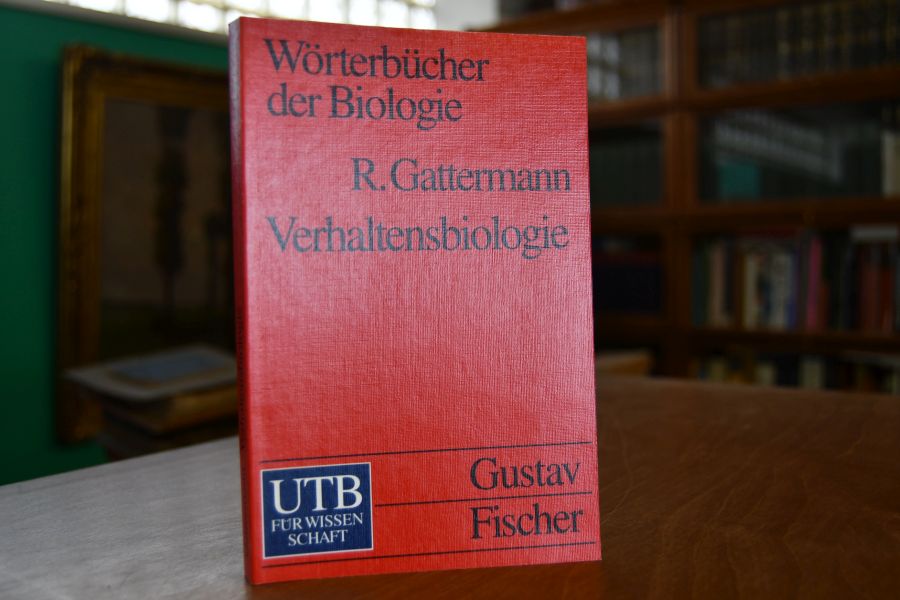 Wörterbücher
der Biologie
R. Gattermann
Verhaltensbiologie
UTB
FÜR WISSEN
SCHAFT
Gustav
Fischer